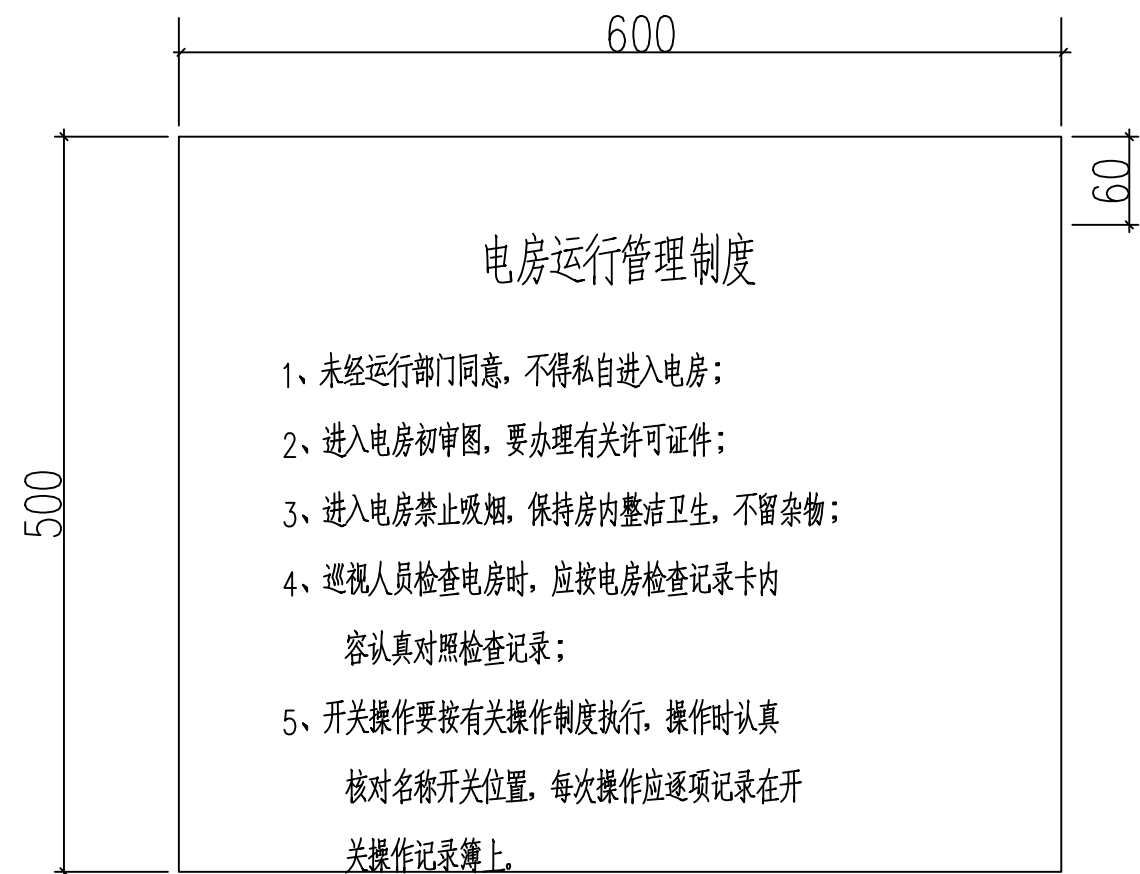 600
60
500
电房运行管理制度
1、未经运行部门同意，不得私自进入电房；
2、进入电房初审图，要办理有关许可证件；
3、进入电房禁止吸烟，保持房内整洁卫生，不留杂物；
4、巡视人员检查电房时，应按电房检查记录卡内
容认真对照检查记录；
5、开关操作要按有关操作制度执行，操作时认真
核对名称开关位置，每次操作应逐项记录在开
关操作记录簿上。